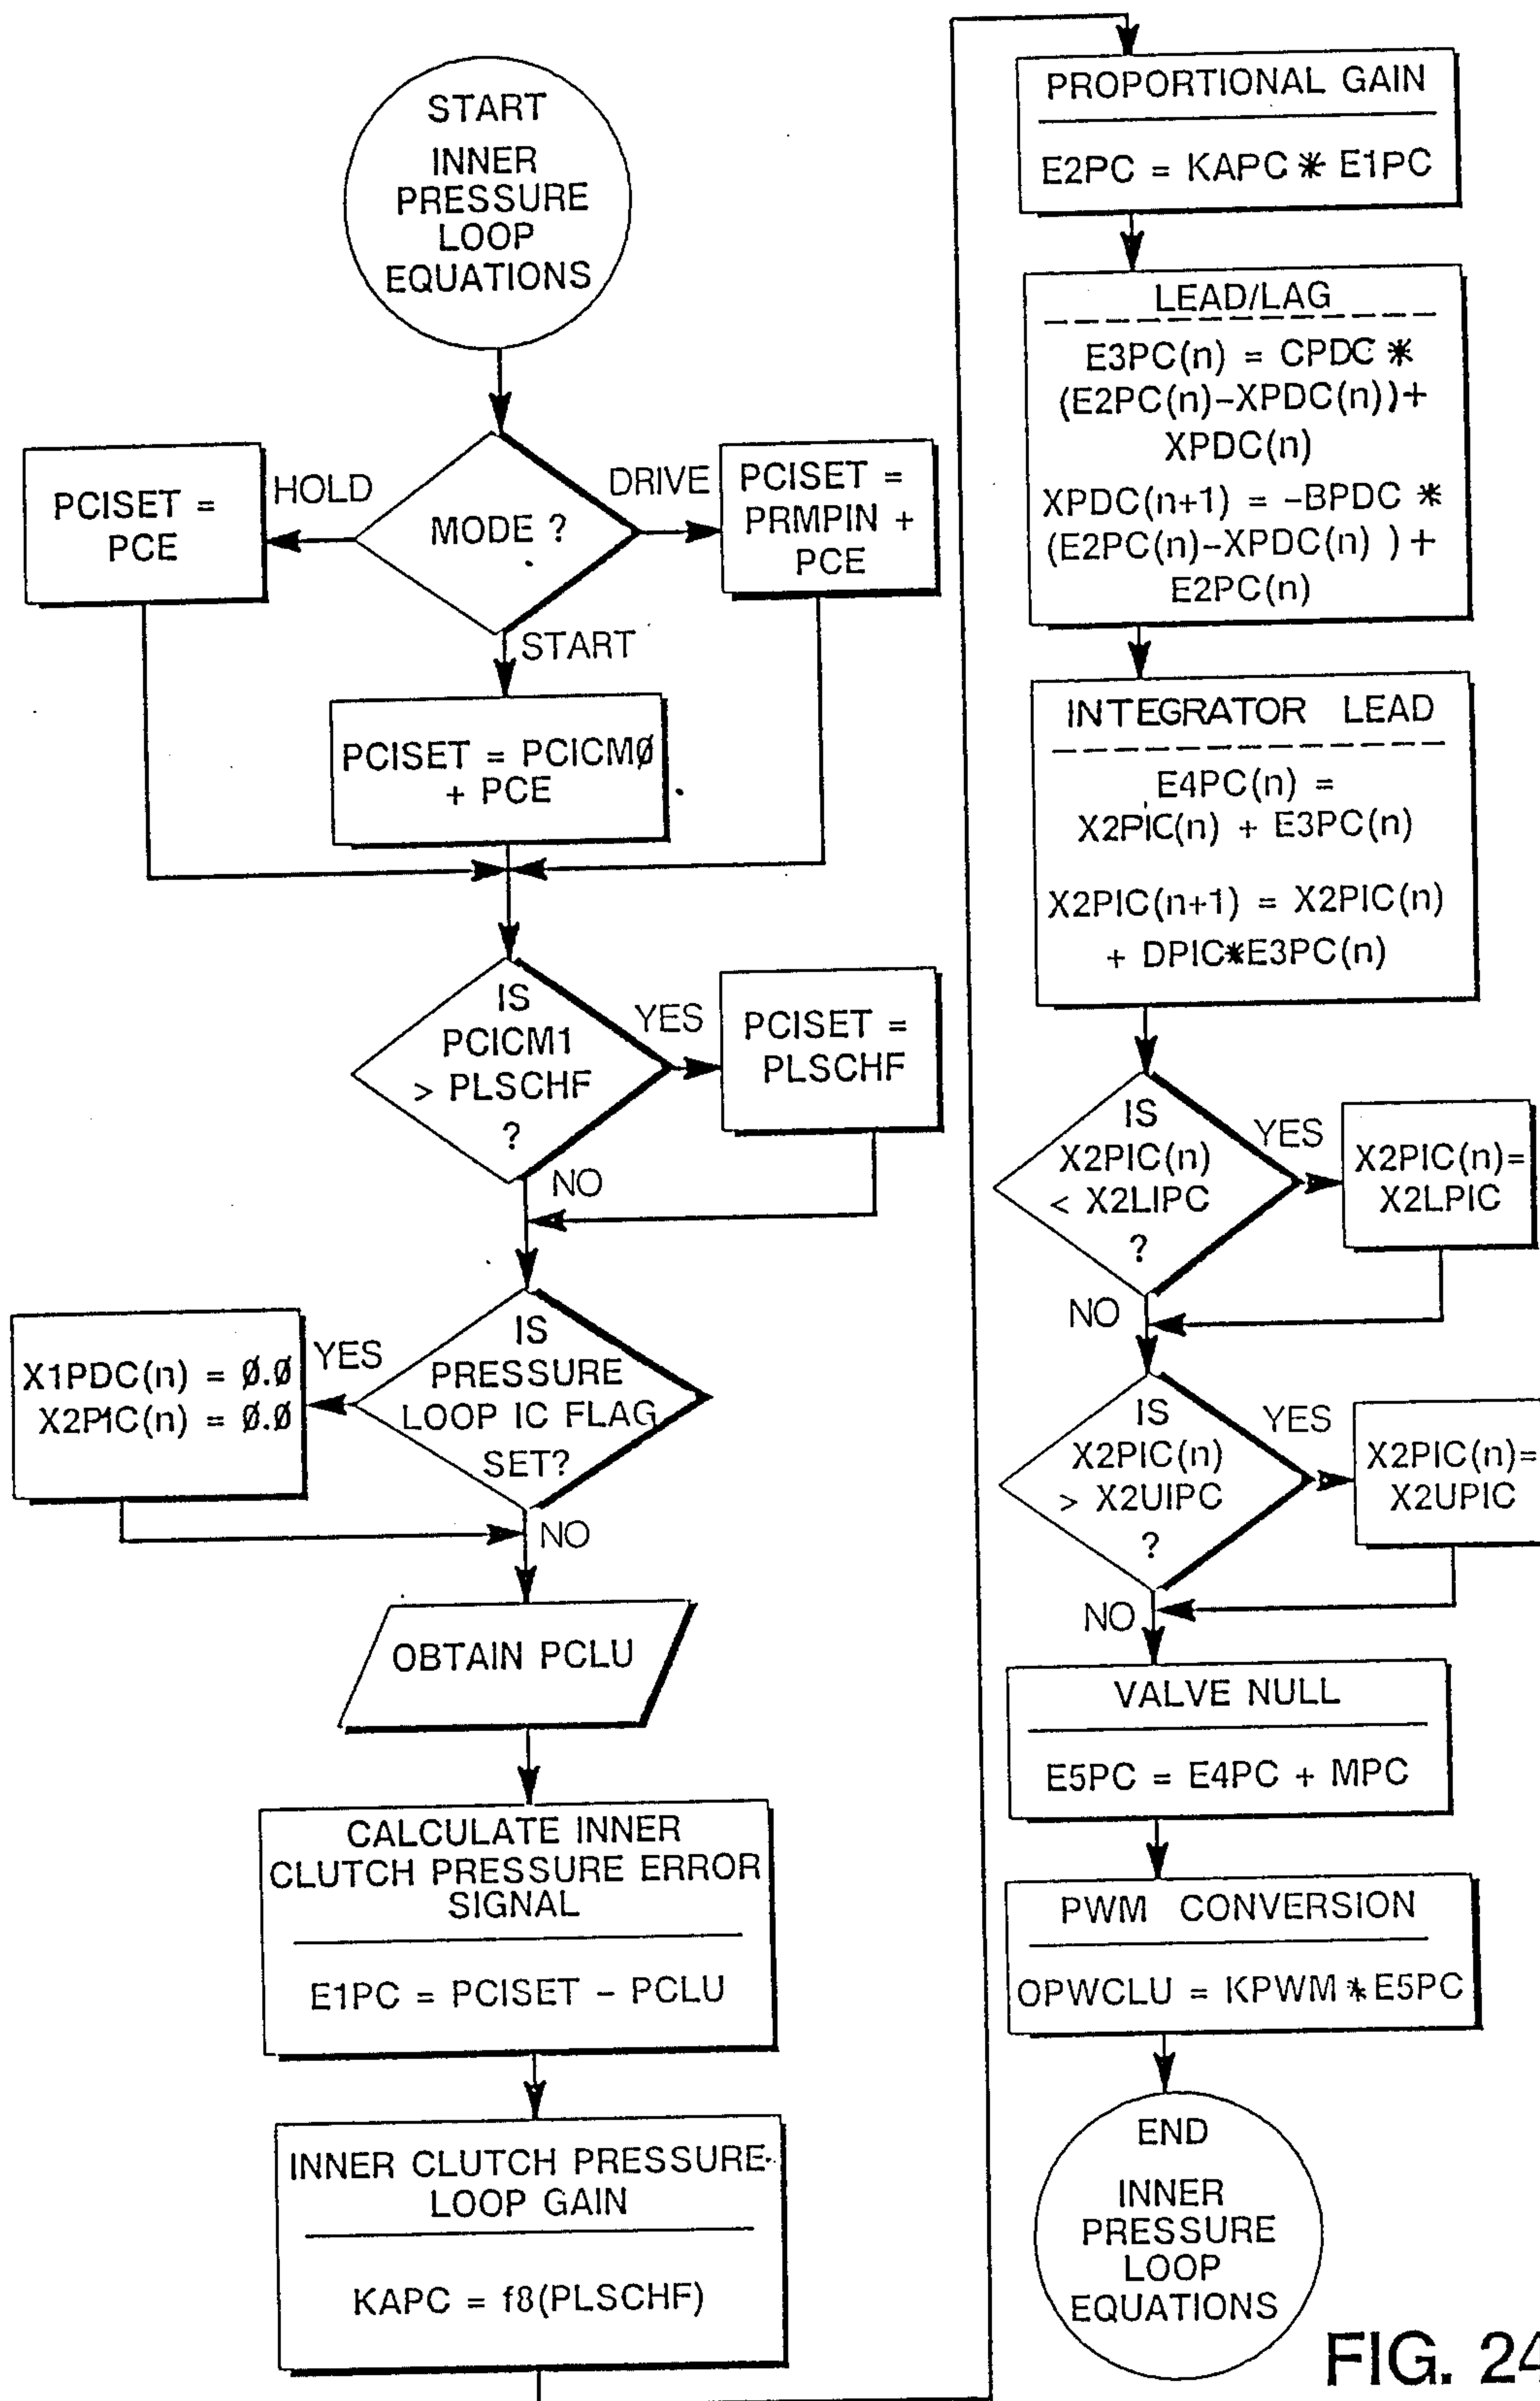 START
INNER
PRESSURE
LOOP
EQUATIONS
MODE ?
HOLD
PCISET =
PCE
DRIVE
PCISET =
PRMPIN +
PCE
START
PCISET = PCICMØ
+ PCE
IS
PCICM1
> PLSCHF
?
YES
PCISET =
PLSCHF
NO
IS
PRESSURE
LOOP IC FLAG
SET?
YES
X1PDC(n) = Ø.Ø
X2PIC(n) = Ø.Ø
NO
OBTAIN PCLU
CALCULATE INNER
CLUTCH PRESSURE ERROR
SIGNAL
E1PC = PCISET - PCLU
INNER CLUTCH PRESSURE
LOOP GAIN
KAPC = f8(PLSCHF)
PROPORTIONAL GAIN
E2PC = KAPC * E1PC
LEAD/LAG
E3PC(n) = CPDC *
(E2PC(n)-XPDC(n))+
XPDC(n)
XPDC(n+1) = -BPDC *
(E2PC(n)-XPDC(n) ) +
E2PC(n)
INTEGRATOR LEAD
E4PC(n) =
X2PIC(n) + E3PC(n)
X2PIC(n+1) = X2PIC(n)
+ DPIC*E3PC(n)
IS
X2PIC(n)
< X2LIPC
?
YES
X2PIC(n)=
X2LPIC
NO
IS
X2PIC(n)
> X2UIPC
?
YES
X2PIC(n)=
X2UPIC
NO
VALVE NULL
E5PC = E4PC + MPC
PWM CONVERSION
OPWCLU = KPWM * E5PC
END
INNER
PRESSURE
LOOP
EQUATIONS
FIG. 24